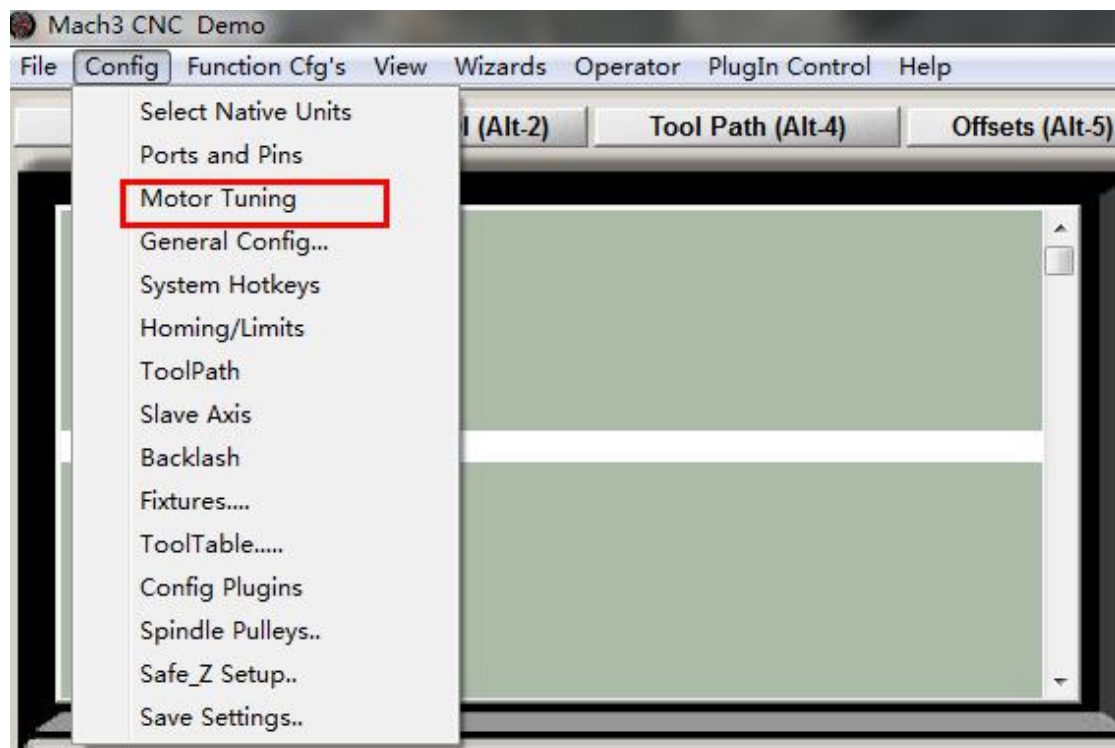 Mach3 CNC Demo
File Config Function Cfg's View Wizards Operator PlugIn Control Help
(Alt-2) Tool Path (Alt-4) Offsets (Alt-5)
Select Native Units
Ports and Pins
Motor Tuning
General Config...
System Hotkeys
Homing/Limits
ToolPath
Slave Axis
Backlash
Fixtures....
ToolTable.....
Config Plugins
Spindle Pulleys..
Safe_Z Setup..
Save Settings..